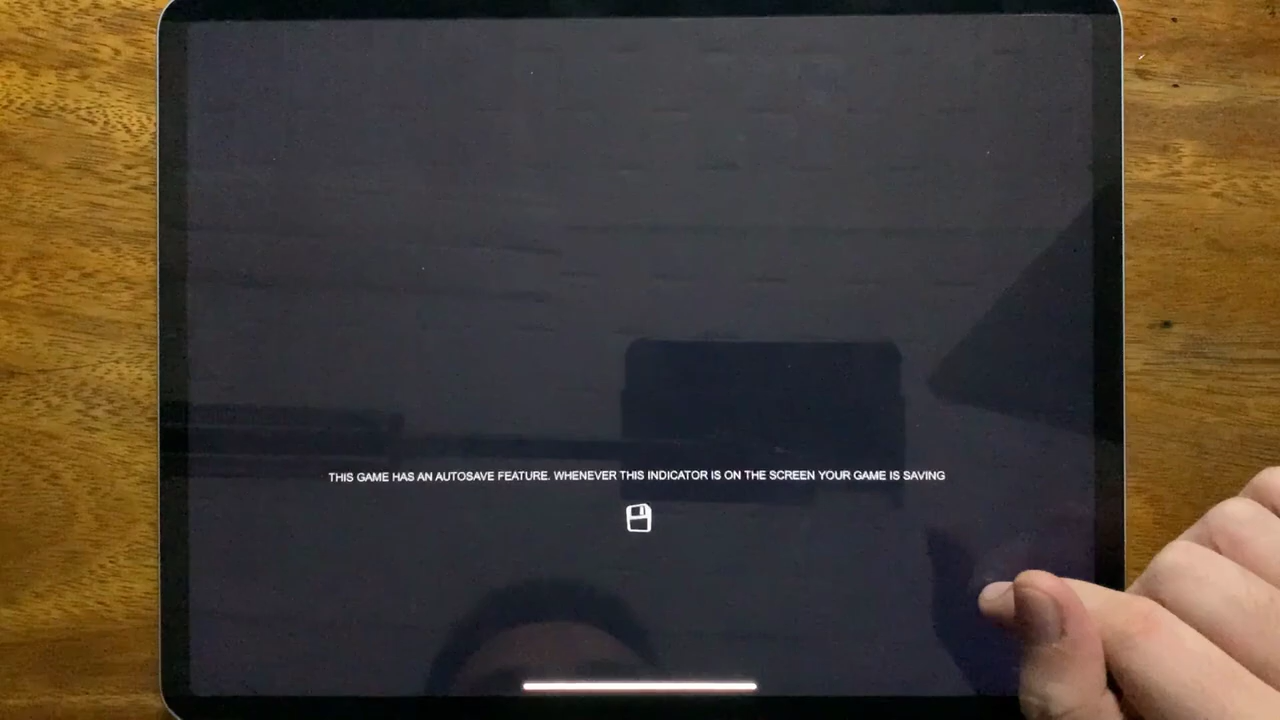 THIS GAME HAS AN AUTOSAVE FEATURE. WHENEVER THIS INDICATOR IS ON THE SCREEN YOUR GAME IS SAVING